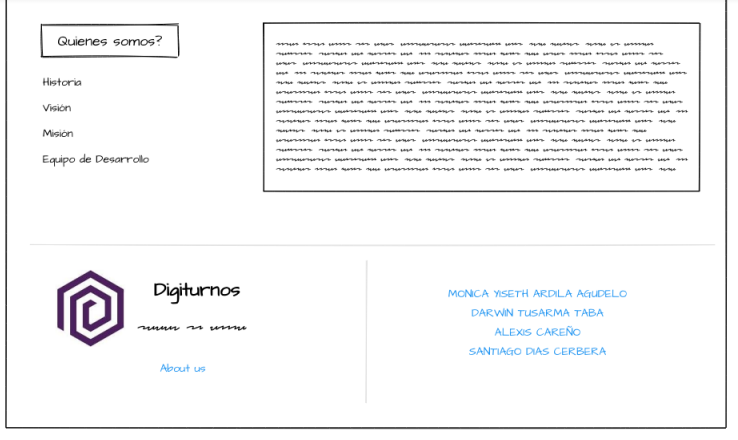 Quienes somos?
Historia
Visión
Misión
Equipo de Desarrollo
Digiturnos
About us
MONICA YISETH ARDILA AGUDELO
DARWIN TUSARMA TABA
ALEXIS CAREÑO
SANTIAGO DIAS CERBERA